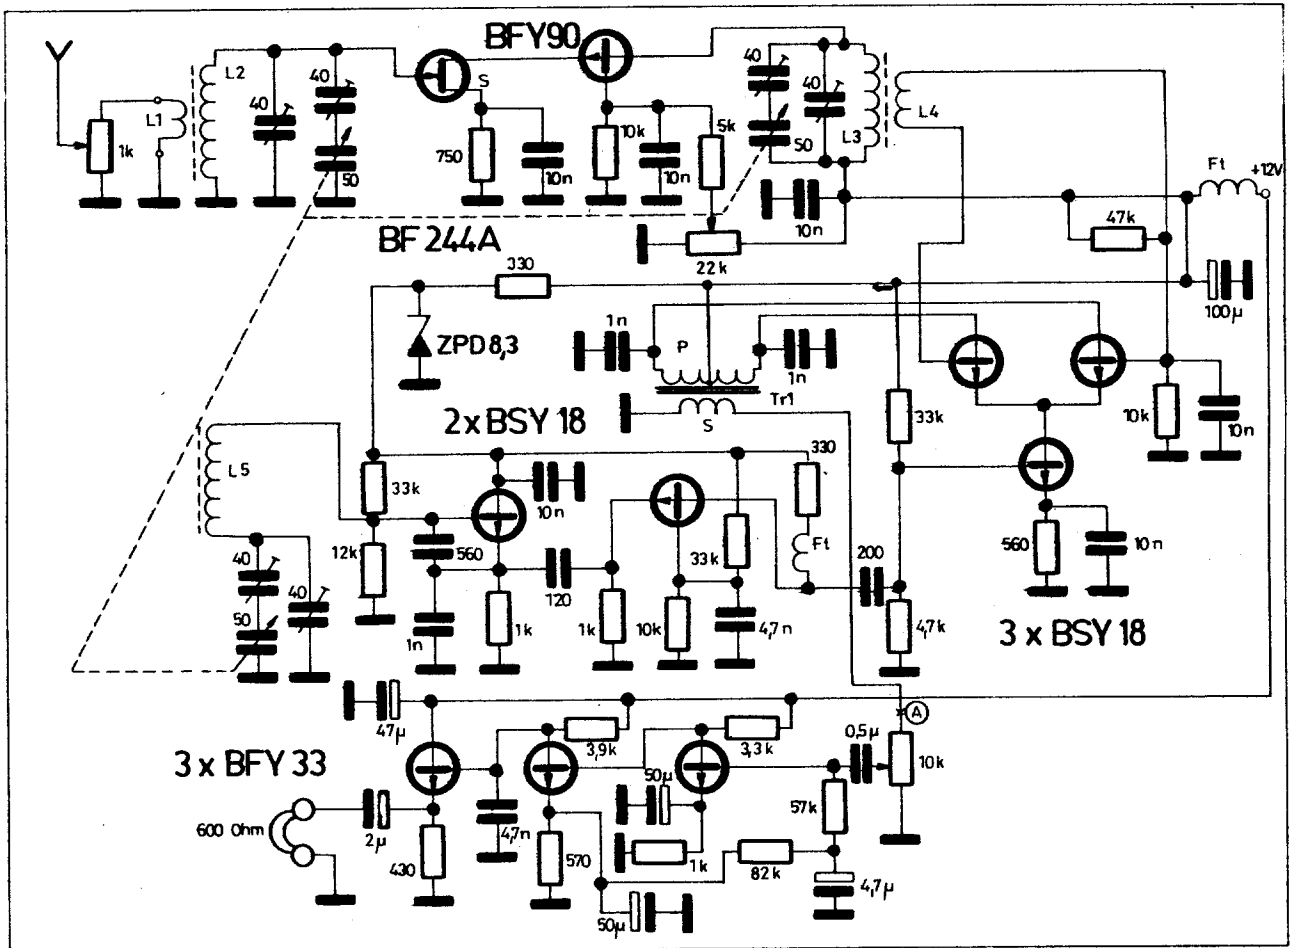 BFY90
L2
40
40
50
L1
1k
S
750
10n
10k
10n
5k
40
40
50
L3
L4
Ft
+12V
10n
47k
22k
BF 244A
330
ZPD 8,3
1n
P
1n
Tr1
S
100µ
33k
10k
10n
2x BSY 18
L5
33k
12k
10n
560
120
1n
1k
1k
10k
33k
4,7n
330
Ft
200
4,7k
560
10n
3 x BSY 18
40
50
40
47µ
3,9k
3,3k
A
0,5µ
10k
3 x BFY 33
50µ
57k
600 Ohm
2µ
430
4,7n
570
1k
82k
50µ
4,7µ